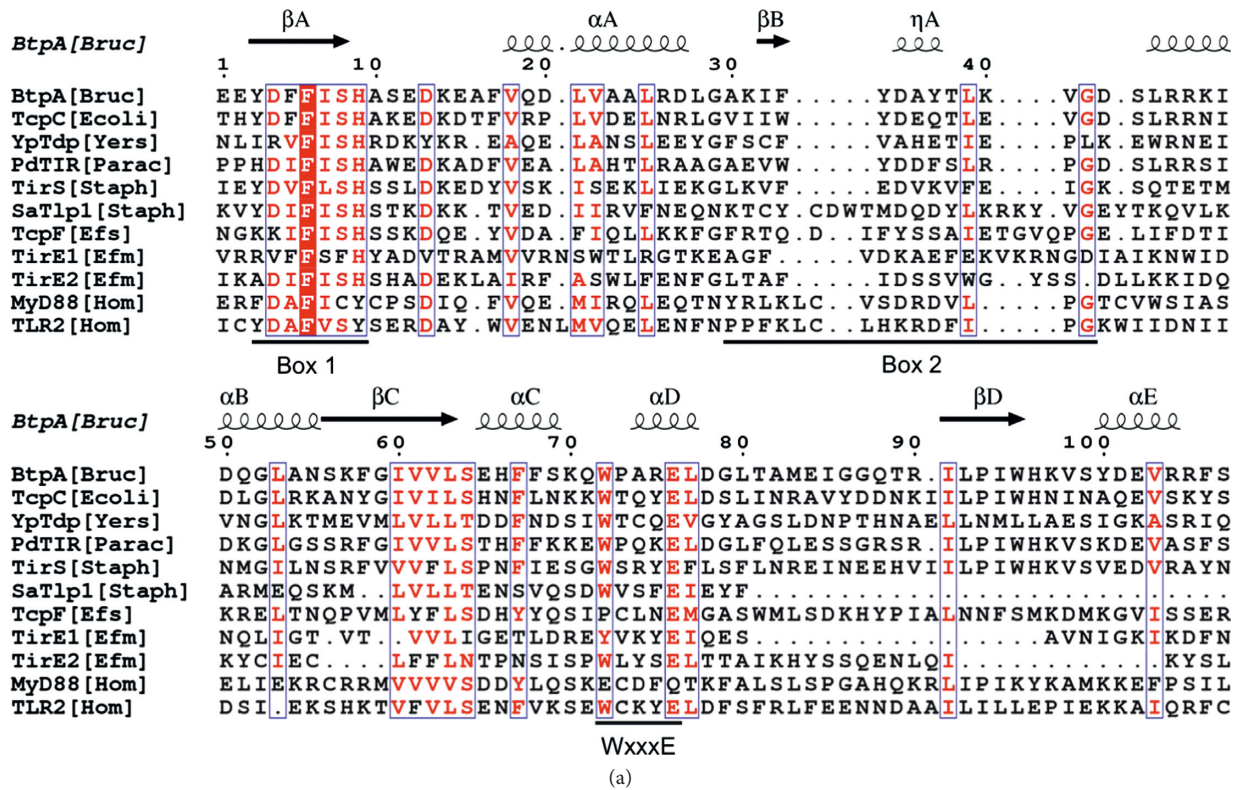 βA αA βB ηA
BtpA[Bruc]
1 10 20 30 40
BtpA[Bruc] EEYDFFISHASEDKEAFVQD.LVAALRDLGAKIF.....YDAYTLK....VGD.SLRRKI
TcpC[Ecoli] THYDFFISHAKEDKDTFVRP.LVDELNRLGVIIW.....YDEQTLE....VGD.SLRRNI
YpTdp[Yers] NLIRVFISHRDKYKR.EAQE.LANSLEEYGFSCF.....VAHETIE....PLK.EWRNEI
PdTIR[Parac] PPHDIFISHAWEDKADFVEA.LAHTLRAAGAEVW.....YDDFSLR....PGD.SLRRSI
TirS[Staph] IEYDVFLSHSSLDKEDYVSK.ISEKLIEKGLKVF.....EDVKVFE....IGK.SQTETM
SaTlp1[Staph] KVYDIFISHSTKDKK.TVED.IIRVFNEQNKTCY.CDWTMDQDYLKRKY.VGEYTKQVLK
TcpF[Efs] NGKKIFISHSKQDQE.YVDA.FIQLLKKFGFRTQ.D..IFYSSAIETGVQPGE.LIFDTI
TirE1[Efm] VRRVFFSFHYADVTRAMVVRNSWTLRGTKEAGF......VDKAEFEKVKRNGDIAIKNWID
TirE2[Efm] IKADIFISHSHADEKLAIRF.ASWLFENFGLTAF.....IDSSVWG...YSS.DLLKKIDQ
MyD88[Hom] ERFDAFICYCPSDIQ.FVQE.MIRQLEQTNYRLKLC..VSDRDVL.....PGTCVWSIAS
TLR2[Hom] ICYDAFVSYSERDAY.WVENLMVQELENFNPPFKLC..LHKRDFI.....PGKWIIDNII
Box 1 Box 2
αB βC αC αD βD αE
BtpA[Bruc]
50 60 70 80 90 100
BtpA[Bruc] DQGLANSKFGIVVLSEHFFSKQWPARELDGLTAMEIGGQTR.ILPIWHKVSYDEVRRFS
TcpC[Ecoli] DLGLRKANYGIVILSHNFLNKKWTQYELDSLINRAVYDDNKIILPIWHNINAQEVSKYS
YpTdp[Yers] VNGLKTMEVMLVLLTDDFNDSIWTCQEVGYAGSLDNPTHNAELLNMLLAESIGKASRIQ
PdTIR[Parac] DKGLGSSRFGIVVLSTHFFKKEWPQKELDGLFQLESSGRSR.ILPIWHKVSKDEVASFS
TirS[Staph] NMGILNSRFVVVFLSPNFIESGWSRYEFLSFLNREINEEHVIILPIWHKVSVEDVRAYN
SaTlp1[Staph] ARMEQSKM..LVLLTENSVQSDWVSFEIEYF............................
TcpF[Efs] KRELTNQPVMLYFLSDHYYQSIPCLNEMGASWMLSDKHYPIALNNFSMKDMKGVISSER
TirE1[Efm] NQLIGT.VT..VVLIGETLDREYVKYEIQES.................AVNIGKIKDFN
TirE2[Efm] KYCIEC....LFFLNTPNSISPWLYSELTTAIKHYSSQENLQI............KYSL
MyD88[Hom] ELIEKRCRRMVVVVSDDYLQSKECDFQTKFALSLSPGAHQKRLIPIKYKAMKKEFPSIL
TLR2[Hom] DSI.EKSHKTVFVLSENFVKSEWCKYELDFSFRLFEENNDAAILILLEPIEKKAIQRFC
WxxxE
(a)